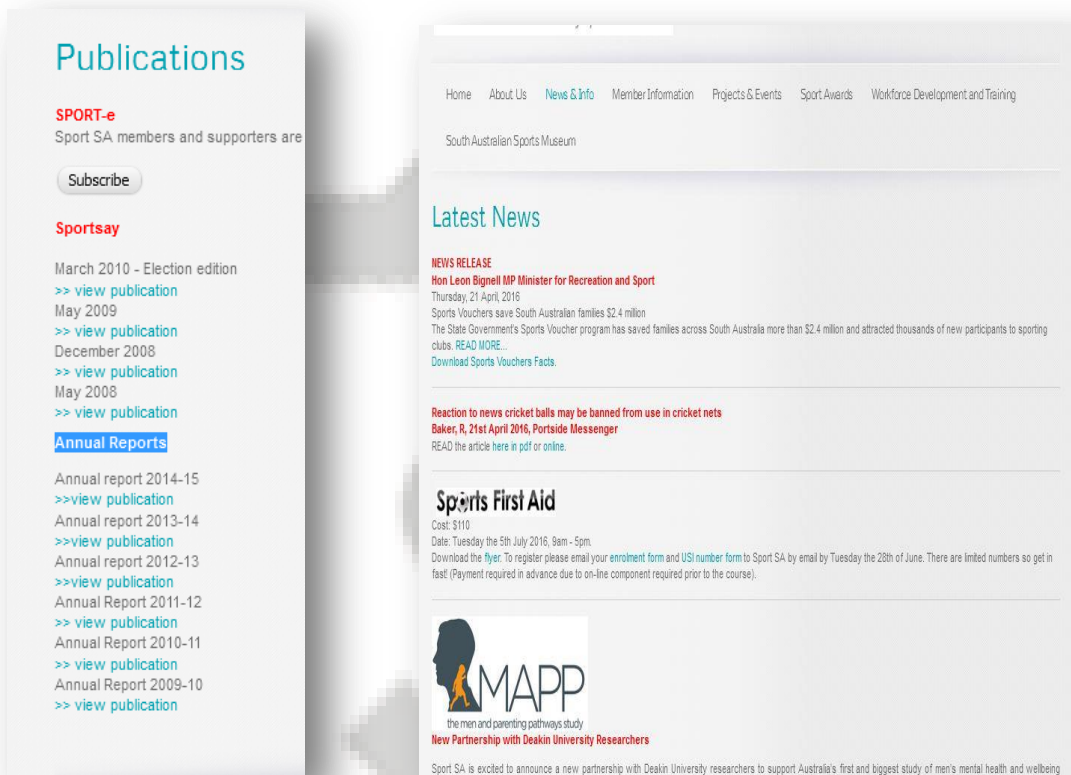 Publications
SPORT-e
Sport SA members and supporters are
Subscribe
Sportsay
March 2010 - Election edition
>> view publication
May 2009
>> view publication
December 2008
>> view publication
May 2008
>> view publication
Annual Reports
Annual report 2014-15
>>view publication
Annual report 2013-14
>>view publication
Annual report 2012-13
>>view publication
Annual Report 2011-12
>> view publication
Annual Report 2010-11
>> view publication
Annual Report 2009-10
>> view publication
Home About Us News & Info Member Information Projects & Events Sport Awards Workforce Development and Training
South Australian Sports Museum
Latest News
NEWS RELEASE
Hon Leon Bignell MP Minister for Recreation and Sport
Thursday, 21 April, 2016
Sports Vouchers save South Australian families $2.4 million
The State Government's Sports Voucher program has saved families across South Australia more than $2.4 million and attracted thousands of new participants to sporting
clubs. READ MORE...
Download Sports Vouchers Facts.
Reaction to news cricket balls may be banned from use in cricket nets
Baker, R, 21st April 2016, Portside Messenger
READ the article here in pdf or online.
Sports First Aid
Cost: $110
Date: Tuesday the 5th July 2016, 9am - 5pm.
Download the flyer. To register please email your enrolment form and USI number form to Sport SA by email by Tuesday the 28th of June. There are limited numbers so get in
fast! (Payment required in advance due to on-line component required prior to the course).
MAPP
the men and parenting pathways study
New Partnership with Deakin University Researchers
Sport SA is excited to announce a new partnership with Deakin University researchers to support Australia's first and biggest study of men's mental health and wellbeing